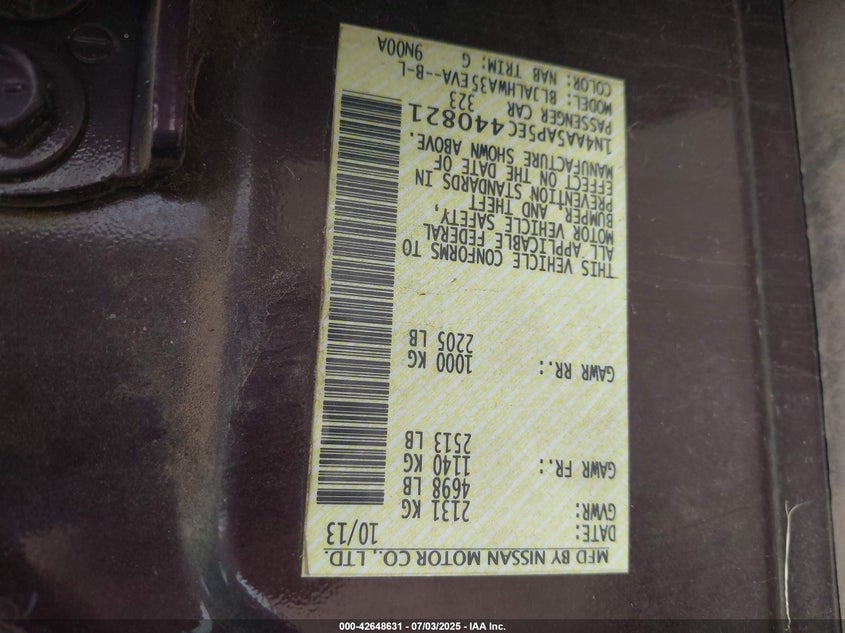 MFD BY NISSAN MOTOR CO., LTD.
DATE: 10/13
GVWR: 2131 KG
4698 LB
GAWR FR.: 1140 KG
2513 LB
GAWR RR.: 1000 KG
2205 LB
THIS VEHICLE CONFORMS TO
ALL APPLICABLE FEDERAL
MOTOR VEHICLE SAFETY,
BUMPER, AND THEFT
PREVENTION STANDARDS IN
EFFECT ON THE DATE OF
MANUFACTURE SHOWN ABOVE.
1N4AA5AP5EC440821
PASSENGER CAR
323
MODEL: BLJALHWA35EVA--B-L
COLOR: NAB TRIM: G
9N00A
000-42648631 - 07/03/2025 - IAA Inc.